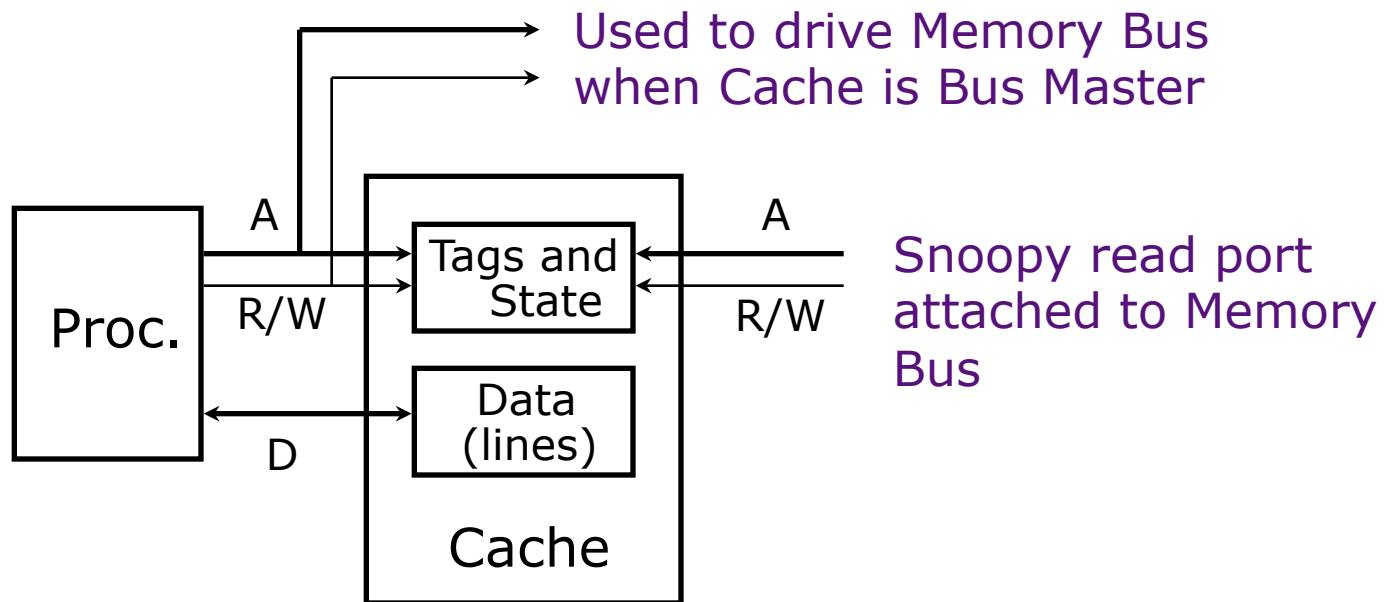 Used to drive Memory Bus
when Cache is Bus Master
A
A
Tags and
State
R/W
R/W
Snoopy read port
attached to Memory
Bus
Proc.
Data
(lines)
D
Cache